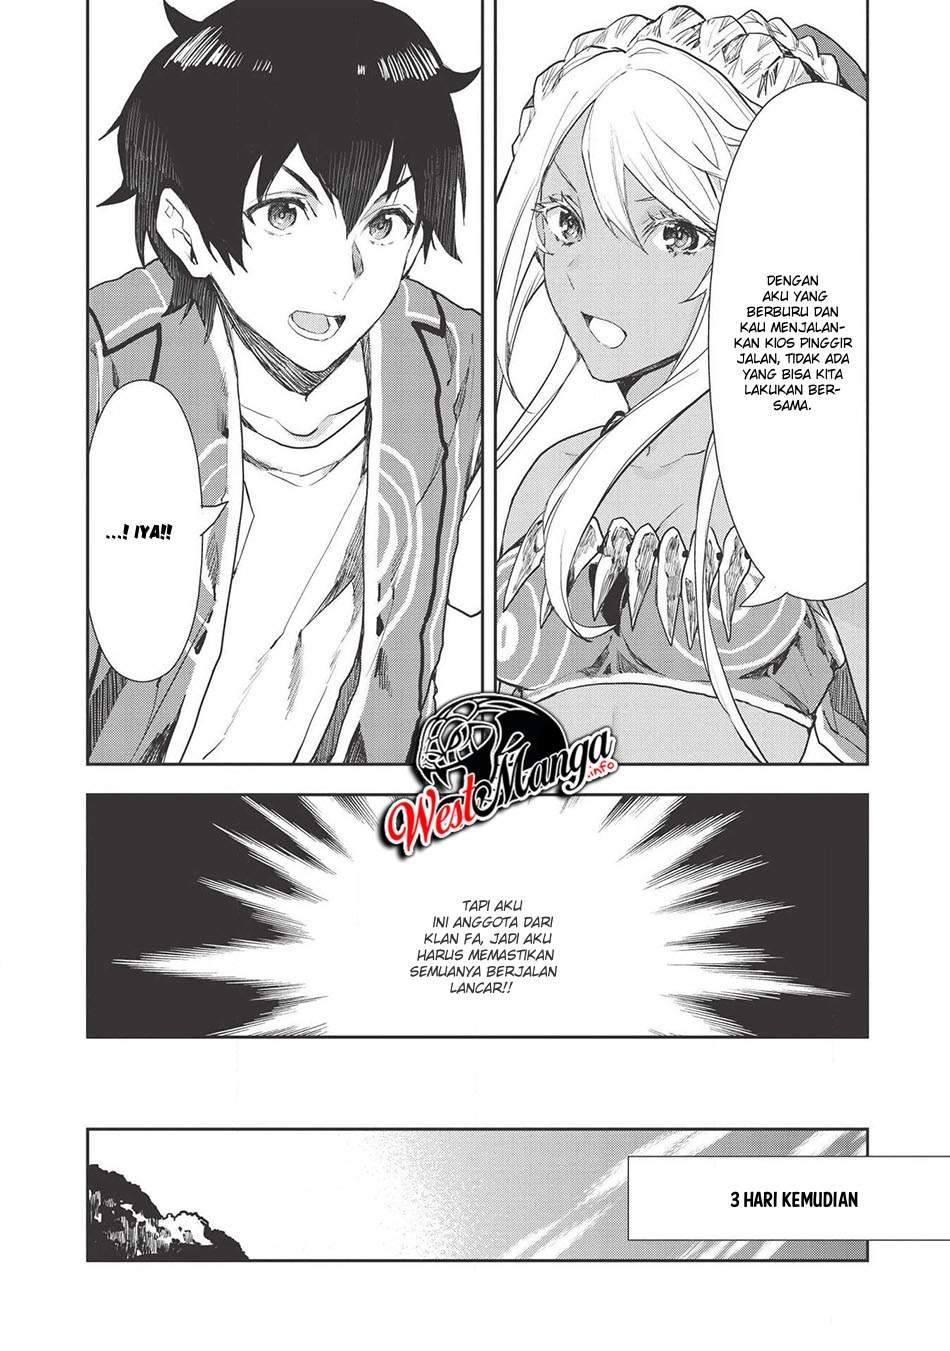 DENGAN
AKU YANG
BERBURU DAN
KAU MENJALAN-
KAN KIOS PINGGIR
JALAN, TIDAK ADA
YANG BISA KITA
LAKUKAN BER-
SAMA.
...! IYA!!
WestManga
.info
TAPI AKU
INI ANGGOTA DARI
KLAN FA, JADI AKU
HARUS MEMASTIKAN
SEMUANYA BERJALAN
LANCAR!!
3 HARI KEMUDIAN